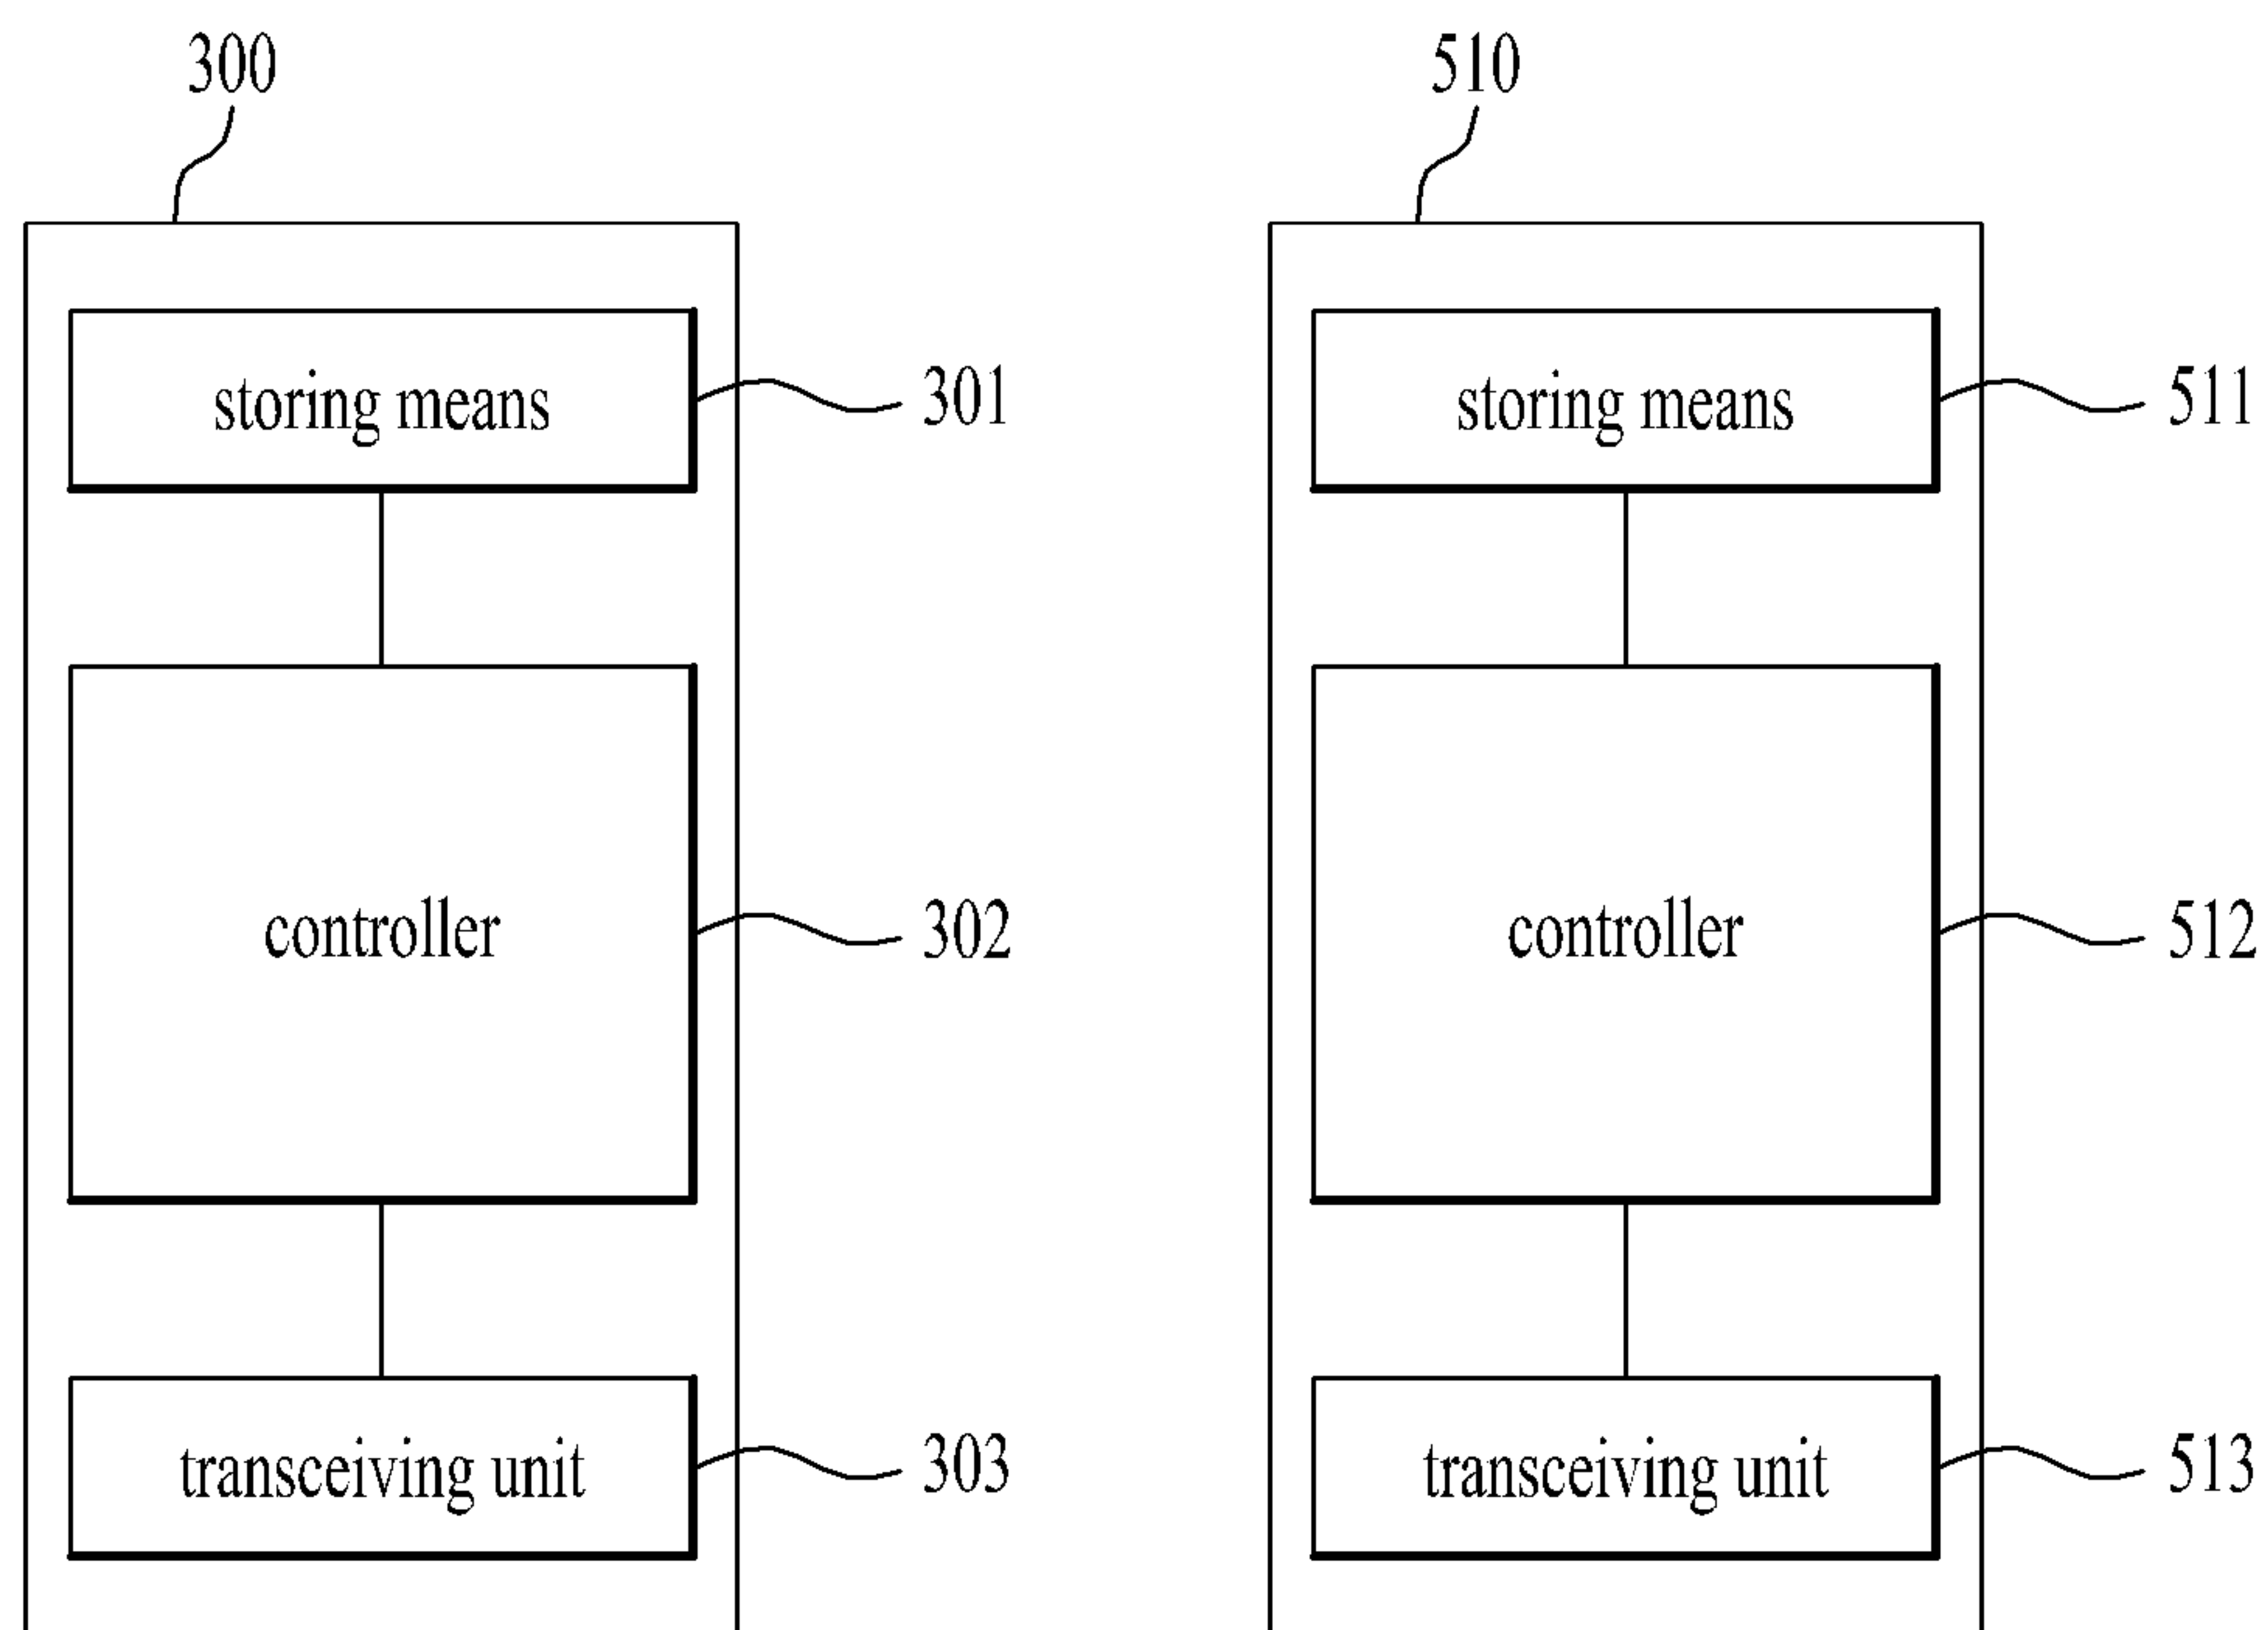 300
510
storing means
301
storing means
511
controller
302
controller
512
transceiving unit
303
transceiving unit
513